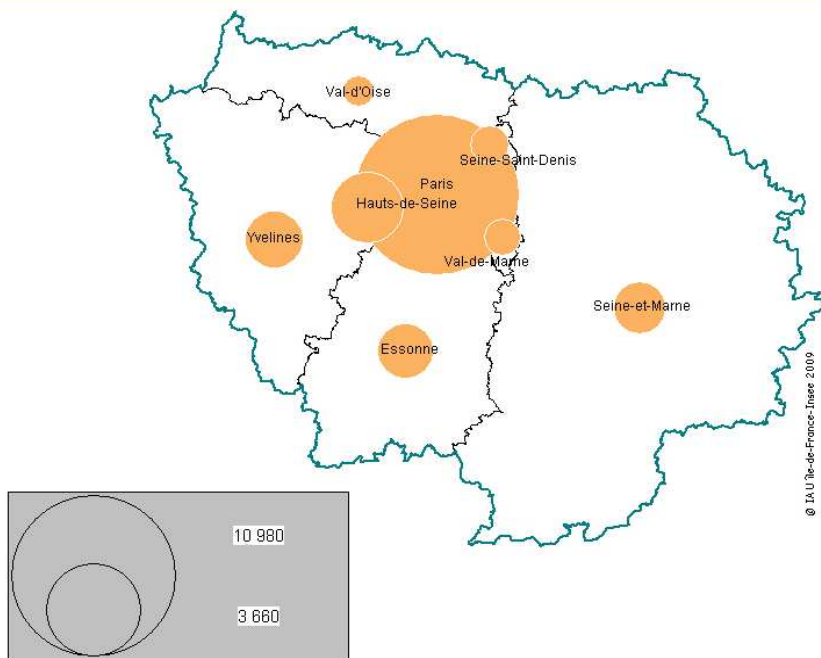 Val-d'Oise
Seine-Saint-Denis
Paris
Hauts-de-Seine
Yvelines
Val-de-Marne
Seine-et-Marne
Essonne
@ IAU île-de-France-Insee 2009
10 980
3 660